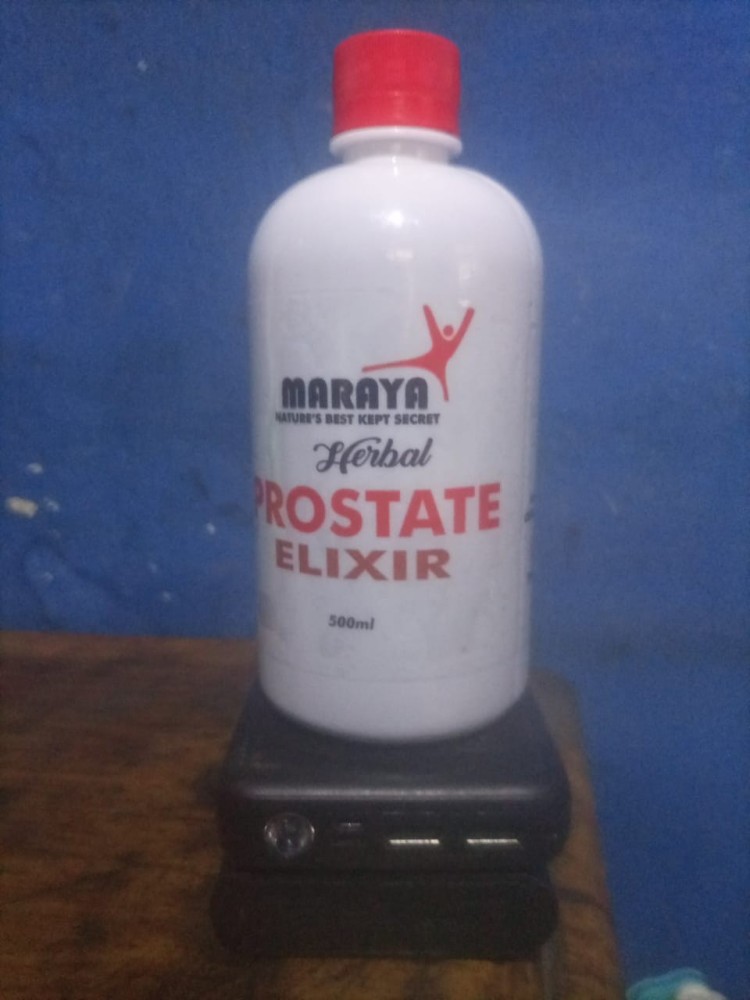 MARAYA
NATURE'S BEST KEPT SECRET
Herbal
PROSTATE
ELIXIR
500ml